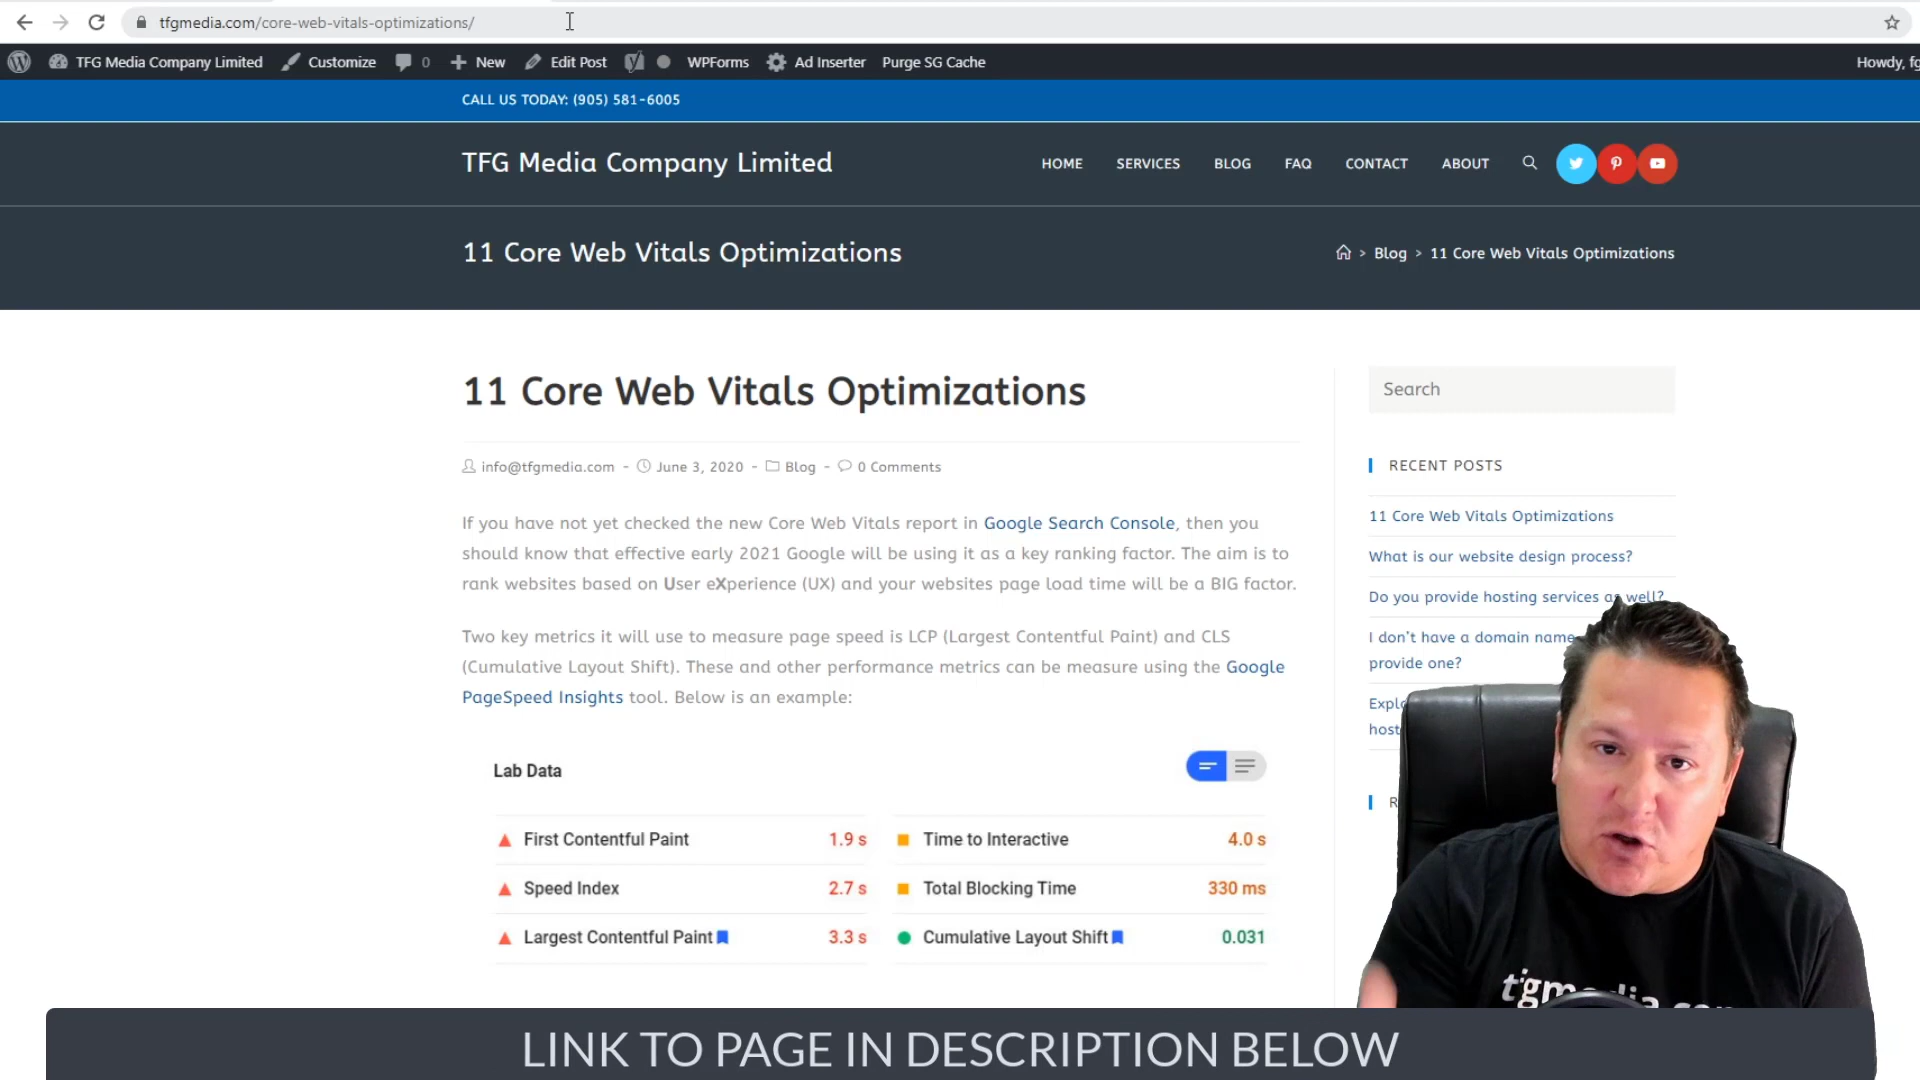 tfgmedia.com/core-web-vitals-optimizations/
TFG Media Company Limited Customize 0 New Edit Post WPForms Ad Inserter Purge SG Cache Howdy, fg
CALL US TODAY: (905) 581-6005
TFG Media Company Limited
HOME SERVICES BLOG FAQ CONTACT ABOUT
11 Core Web Vitals Optimizations
> Blog > 11 Core Web Vitals Optimizations
11 Core Web Vitals Optimizations
info@tfgmedia.com - June 3, 2020 - Blog - 0 Comments
If you have not yet checked the new Core Web Vitals report in Google Search Console, then you
should know that effective early 2021 Google will be using it as a key ranking factor. The aim is to
rank websites based on User eXperience (UX) and your websites page load time will be a BIG factor.
Two key metrics it will use to measure page speed is LCP (Largest Contentful Paint) and CLS
(Cumulative Layout Shift). These and other performance metrics can be measure using the Google
PageSpeed Insights tool. Below is an example:
Lab Data
First Contentful Paint 1.9 s
Time to Interactive 4.0 s
Speed Index 2.7 s
Total Blocking Time 330 ms
Largest Contentful Paint 3.3 s
Cumulative Layout Shift 0.031
Search
RECENT POSTS
11 Core Web Vitals Optimizations
What is our website design process?
Do you provide hosting services as well?
I don't have a domain name
provide one?
LINK TO PAGE IN DESCRIPTION BELOW